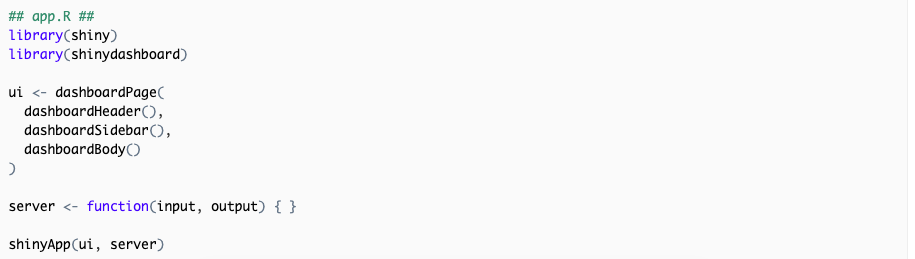 ## app.R ##
library(shiny)
library(shinydashboard)

ui <- dashboardPage(
  dashboardHeader(),
  dashboardSidebar(),
  dashboardBody()
)

server <- function(input, output) { }

shinyApp(ui, server)